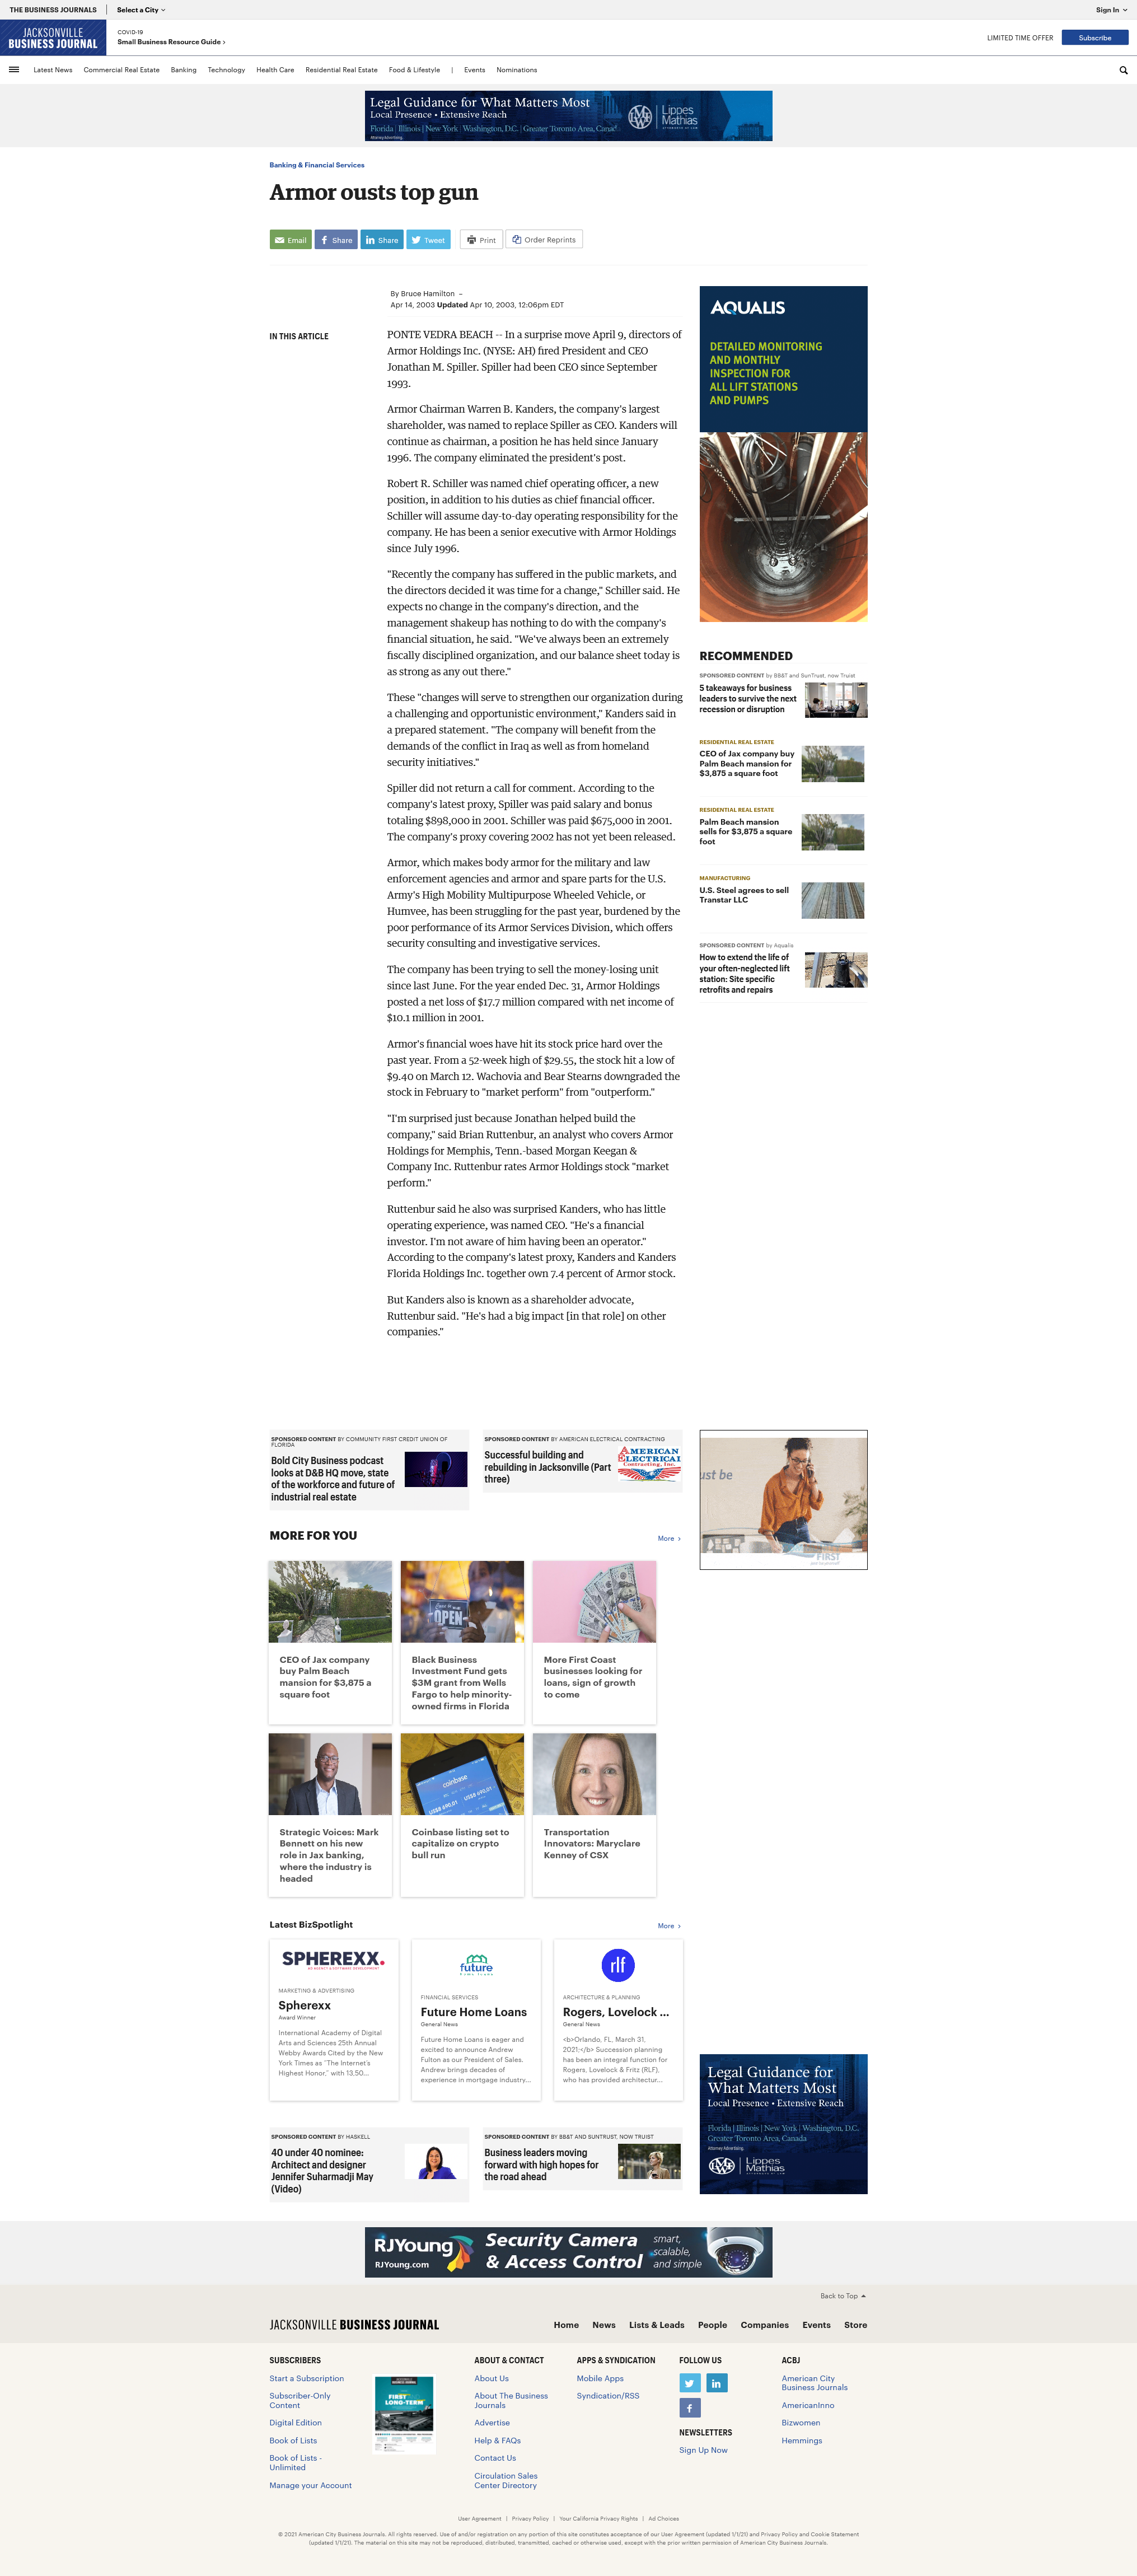 THE BUSINESS JOURNALS
Select a City
Sign In
JACKSONVILLE
BUSINESS JOURNAL
COVID-19
Small Business Resource Guide
LIMITED TIME OFFER
Subscribe
Latest News Commercial Real Estate Banking Technology Health Care Residential Real Estate Food & Lifestyle | Events Nominations
Legal Guidance for What Matters Most
Local Presence • Extensive Reach
Florida | Illinois | New York | Washington, D.C. | Greater Toronto Area, Canada
Attorney Advertising.
Lippes
Mathias
Banking & Financial Services
Armor ousts top gun
Email
Share
Share
Tweet
Print
Order Reprints
By Bruce Hamilton –
Apr 14, 2003 Updated Apr 10, 2003, 12:06pm EDT
IN THIS ARTICLE
PONTE VEDRA BEACH -- In a surprise move April 9, directors of
Armor Holdings Inc. (NYSE: AH) fired President and CEO
Jonathan M. Spiller. Spiller had been CEO since September
1993.
Armor Chairman Warren B. Kanders, the company's largest
shareholder, was named to replace Spiller as CEO. Kanders will
continue as chairman, a position he has held since January
1996. The company eliminated the president's post.
Robert R. Schiller was named chief operating officer, a new
position, in addition to his duties as chief financial officer.
Schiller will assume day-to-day operating responsibility for the
company. He has been a senior executive with Armor Holdings
since July 1996.
"Recently the company has suffered in the public markets, and
the directors decided it was time for a change," Schiller said. He
expects no change in the company's direction, and the
management shakeup has nothing to do with the company's
financial situation, he said. "We've always been an extremely
fiscally disciplined organization, and our balance sheet today is
as strong as any out there."
These "changes will serve to strengthen our organization during
a challenging and opportunistic environment," Kanders said in
a prepared statement. "The company will benefit from the
demands of the conflict in Iraq as well as from homeland
security initiatives."
Spiller did not return a call for comment. According to the
company's latest proxy, Spiller was paid salary and bonus
totaling $898,000 in 2001. Schiller was paid $675,000 in 2001.
The company's proxy covering 2002 has not yet been released.
Armor, which makes body armor for the military and law
enforcement agencies and armor and spare parts for the U.S.
Army's High Mobility Multipurpose Wheeled Vehicle, or
Humvee, has been struggling for the past year, burdened by the
poor performance of its Armor Services Division, which offers
security consulting and investigative services.
The company has been trying to sell the money-losing unit
since last June. For the year ended Dec. 31, Armor Holdings
posted a net loss of $17.7 million compared with net income of
$10.1 million in 2001.
Armor's financial woes have hit its stock price hard over the
past year. From a 52-week high of $29.55, the stock hit a low of
$9.40 on March 12. Wachovia and Bear Stearns downgraded the
stock in February to "market perform" from "outperform."
"I'm surprised just because Jonathan helped build the
company," said Brian Ruttenbur, an analyst who covers Armor
Holdings for Memphis, Tenn.-based Morgan Keegan &
Company Inc. Ruttenbur rates Armor Holdings stock "market
perform."
Ruttenbur said he also was surprised Kanders, who has little
operating experience, was named CEO. "He's a financial
investor. I'm not aware of him having been an operator."
According to the company's latest proxy, Kanders and Kanders
Florida Holdings Inc. together own 7.4 percent of Armor stock.
But Kanders also is known as a shareholder advocate,
Ruttenbur said. "He's had a big impact [in that role] on other
companies."
AQUALIS
DETAILED MONITORING
AND MONTHLY
INSPECTION FOR
ALL LIFT STATIONS
AND PUMPS
RECOMMENDED
SPONSORED CONTENT by BB&T and SunTrust, now Truist
5 takeaways for business
leaders to survive the next
recession or disruption
RESIDENTIAL REAL ESTATE
CEO of Jax company buy
Palm Beach mansion for
$3,875 a square foot
RESIDENTIAL REAL ESTATE
Palm Beach mansion
sells for $3,875 a square
foot
MANUFACTURING
U.S. Steel agrees to sell
Transtar LLC
SPONSORED CONTENT by Aqualis
How to extend the life of
your often-neglected lift
station: Site specific
retrofits and repairs
SPONSORED CONTENT BY COMMUNITY FIRST CREDIT UNION OF
FLORIDA
Bold City Business podcast
looks at D&B HQ move, state
of the workforce and future of
industrial real estate
SPONSORED CONTENT BY AMERICAN ELECTRICAL CONTRACTING
Successful building and
rebuilding in Jacksonville (Part
three)
AMERICAN
ELECTRICAL
Contracting, Inc.
ust be
FIRST
MORE FOR YOU
More
OPEN
CEO of Jax company
buy Palm Beach
mansion for $3,875 a
square foot
Black Business
Investment Fund gets
$3M grant from Wells
Fargo to help minority-
owned firms in Florida
More First Coast
businesses looking for
loans, sign of growth
to come
coinbase
Strategic Voices: Mark
Bennett on his new
role in Jax banking,
where the industry is
headed
Coinbase listing set to
capitalize on crypto
bull run
Transportation
Innovators: Maryclare
Kenney of CSX
Latest BizSpotlight
More
SPHEREXX.
AD AGENCY & SOFTWARE DEVELOPMENT
MARKETING & ADVERTISING
Spherexx
Award Winner
International Academy of Digital
Arts and Sciences 25th Annual
Webby Awards Cited by the New
York Times as "The Internet's
Highest Honor," with 13,50...
future
home loans
FINANCIAL SERVICES
Future Home Loans
General News
Future Home Loans is eager and
excited to announce Andrew
Fulton as our President of Sales.
Andrew brings decades of
experience in mortgage industry...
rlf
ARCHITECTURE & PLANNING
Rogers, Lovelock ...
General News
<b>Orlando, FL, March 31,
2021;</b> Succession planning
has been an integral function for
Rogers, Lovelock & Fritz (RLF),
who has provided architectur...
Legal Guidance for
What Matters Most
Local Presence • Extensive Reach
Florida | Illinois | New York | Washington, D.C.
Greater Toronto Area, Canada
Attorney Advertising.
Lippes
Mathias
SPONSORED CONTENT BY HASKELL
40 under 40 nominee:
Architect and designer
Jennifer Suharmadji May
(Video)
SPONSORED CONTENT BY BB&T AND SUNTRUST, NOW TRUIST
Business leaders moving
forward with high hopes for
the road ahead
RJYoung
RJYoung.com
Security Camera
& Access Control
smart,
scalable,
and simple
Back to Top
JACKSONVILLE BUSINESS JOURNAL
Home News Lists & Leads People Companies Events Store
SUBSCRIBERS
Start a Subscription
Subscriber-Only
Content
Digital Edition
Book of Lists
Book of Lists -
Unlimited
Manage your Account
FIRST
LONG-TERM
ABOUT & CONTACT
About Us
About The Business
Journals
Advertise
Help & FAQs
Contact Us
Circulation Sales
Center Directory
APPS & SYNDICATION
Mobile Apps
Syndication/RSS
FOLLOW US
NEWSLETTERS
Sign Up Now
ACBJ
American City
Business Journals
AmericanInno
Bizwomen
Hemmings
User Agreement | Privacy Policy | Your California Privacy Rights | Ad Choices
© 2021 American City Business Journals. All rights reserved. Use of and/or registration on any portion of this site constitutes acceptance of our User Agreement (updated 1/1/21) and Privacy Policy and Cookie Statement
(updated 1/1/21). The material on this site may not be reproduced, distributed, transmitted, cached or otherwise used, except with the prior written permission of American City Business Journals.